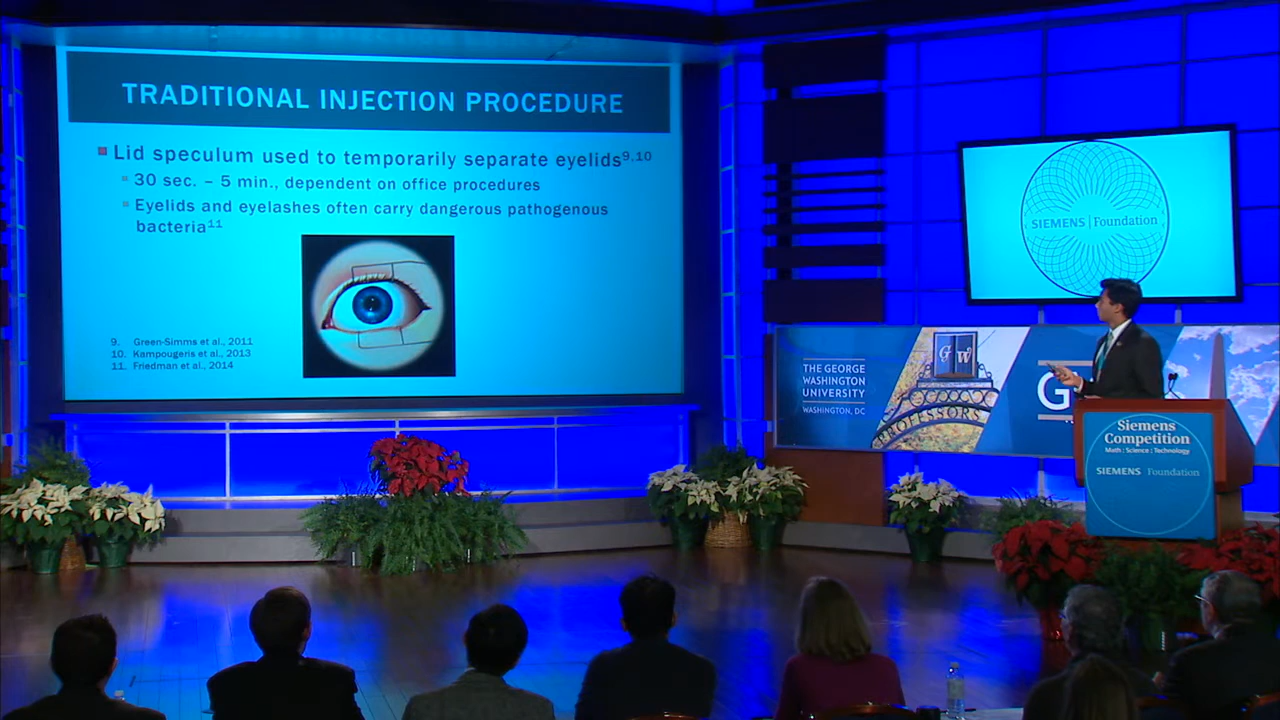 TRADITIONAL INJECTION PROCEDURE
Lid speculum used to temporarily separate eyelids9,10
30 sec. – 5 min., dependent on office procedures
Eyelids and eyelashes often carry dangerous pathogenous
bacteria11
9. Green-Simms et al., 2011
10. Kampougeris et al., 2013
11. Friedman et al., 2014
SIEMENS | Foundation
THE GEORGE
WASHINGTON
UNIVERSITY
WASHINGTON, DC
G W
PROFESSORS
G
Siemens
Competition
Math : Science : Technology
SIEMENS Foundation